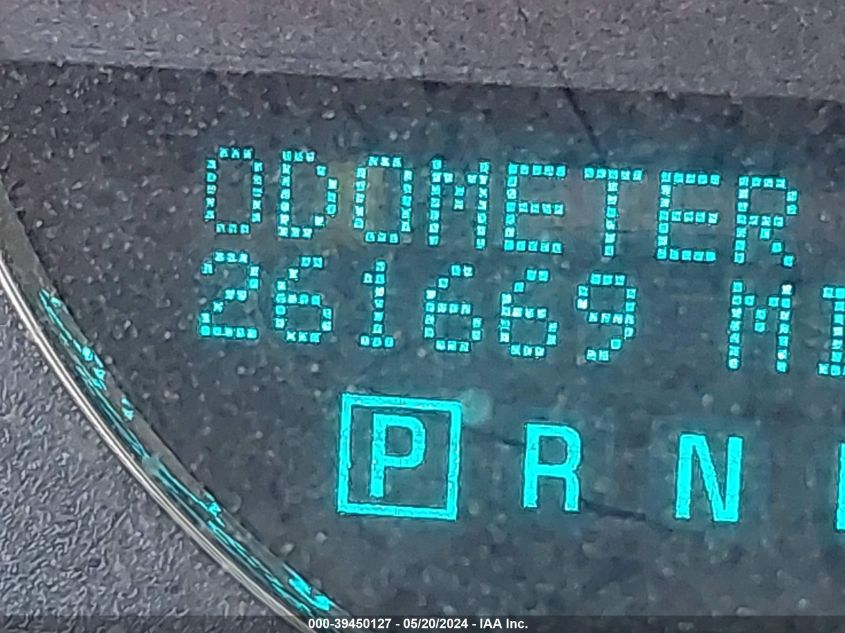 ODOMETER
261669 MI
P R N
000-39450127 - 05/20/2024 - IAA Inc.